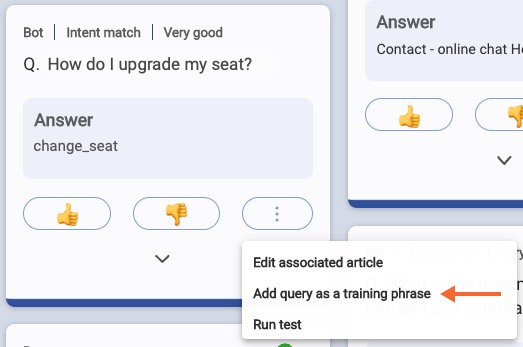 Bot | Intent match | Very good
Q. How do I upgrade my seat?
Answer
change_seat
Edit associated article
Add query as a training phrase
Run test
Answer
Contact - online chat